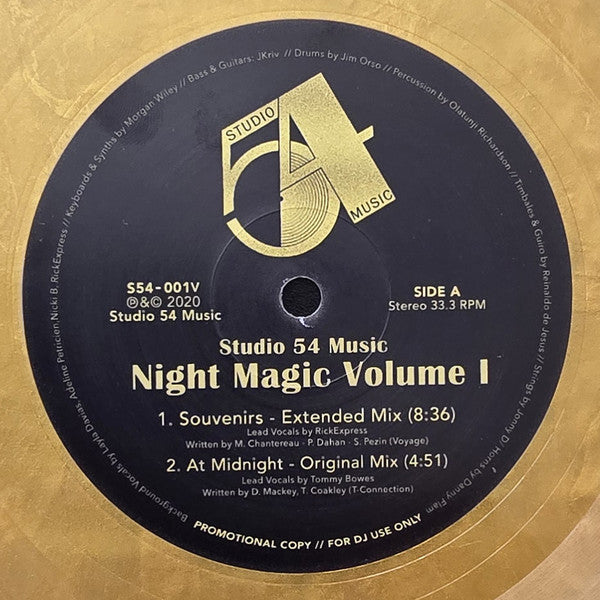 STUDIO
54
MUSIC
S54-001V
℗&© 2020
Studio 54 Music
SIDE A
Stereo 33.3 RPM
Studio 54 Music
Night Magic Volume I
1. Souvenirs - Extended Mix (8:36)
Lead Vocals by RickExpress
Written by M. Chantereau - P. Dahan - S. Pezin (Voyage)
2. At Midnight - Original Mix (4:51)
Lead Vocals by Tommy Bowes
Written by D. Mackey, T. Coakley (T-Connection)
PROMOTIONAL COPY // FOR DJ USE ONLY
Background Vocals by Layla Davias, Adeline Petricien, Nicki B, RickExpress // Keyboards & Synths by Morgan Wiley // Bass & Guitars: JKriv // Drums by Jim Orso // Percussion by Olatunji Richardson // Timbales & Guiro by Reinaldo de Jesus // Strings by Jonny D/ Horns by Danny Flam